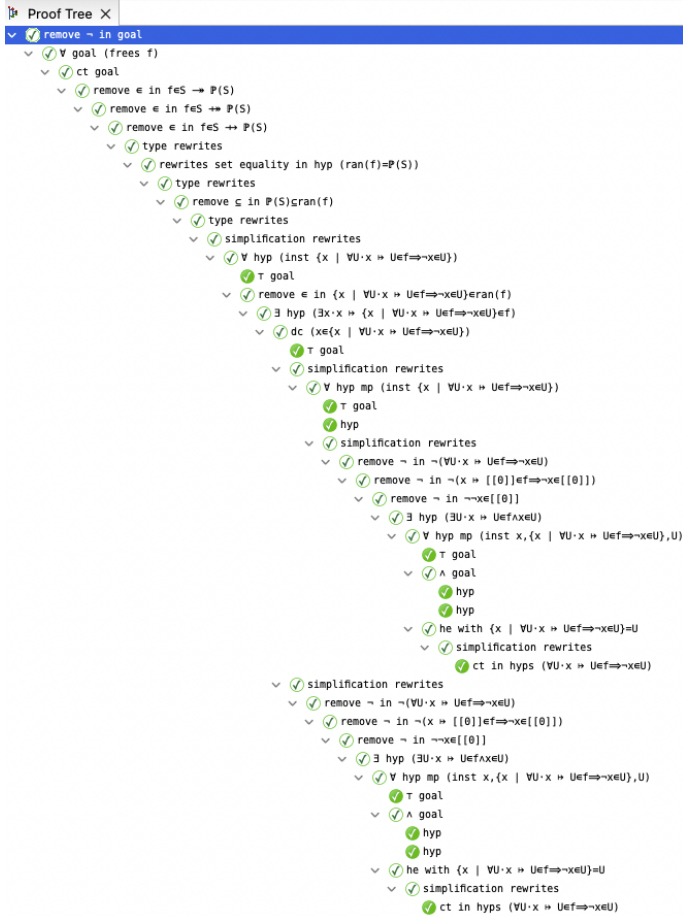 Proof Tree ×
remove ¬ in goal
∀ goal (frees f)
ct goal
remove ∈ in f∈S ↠ ℙ(S)
remove ∈ in f∈S ⤀ ℙ(S)
remove ∈ in f∈S ⇸ ℙ(S)
type rewrites
rewrites set equality in hyp (ran(f)=ℙ(S))
type rewrites
remove ⊆ in ℙ(S)⊆ran(f)
type rewrites
simplification rewrites
∀ hyp (inst {x ∣ ∀U·x ↦ U∈f⇒¬x∈U})
⊤ goal
remove ∈ in {x ∣ ∀U·x ↦ U∈f⇒¬x∈U}∈ran(f)
∃ hyp (∃x·x ↦ {x ∣ ∀U·x ↦ U∈f⇒¬x∈U}∈f)
dc (x∈{x ∣ ∀U·x ↦ U∈f⇒¬x∈U})
⊤ goal
simplification rewrites
∀ hyp mp (inst {x ∣ ∀U·x ↦ U∈f⇒¬x∈U})
⊤ goal
hyp
simplification rewrites
remove ¬ in ¬(∀U·x ↦ U∈f⇒¬x∈U)
remove ¬ in ¬(x ↦ [[0]]∈f⇒¬x∈[[0]])
remove ¬ in ¬¬x∈[[0]]
∃ hyp (∃U·x ↦ U∈f∧x∈U)
∀ hyp mp (inst x,{x ∣ ∀U·x ↦ U∈f⇒¬x∈U},U)
⊤ goal
∧ goal
hyp
hyp
he with {x ∣ ∀U·x ↦ U∈f⇒¬x∈U}=U
simplification rewrites
ct in hyps (∀U·x ↦ U∈f⇒¬x∈U)
simplification rewrites
remove ¬ in ¬(∀U·x ↦ U∈f⇒¬x∈U)
remove ¬ in ¬(x ↦ [[0]]∈f⇒¬x∈[[0]])
remove ¬ in ¬¬x∈[[0]]
∃ hyp (∃U·x ↦ U∈f∧x∈U)
∀ hyp mp (inst x,{x ∣ ∀U·x ↦ U∈f⇒¬x∈U},U)
⊤ goal
∧ goal
hyp
hyp
he with {x ∣ ∀U·x ↦ U∈f⇒¬x∈U}=U
simplification rewrites
ct in hyps (∀U·x ↦ U∈f⇒¬x∈U)